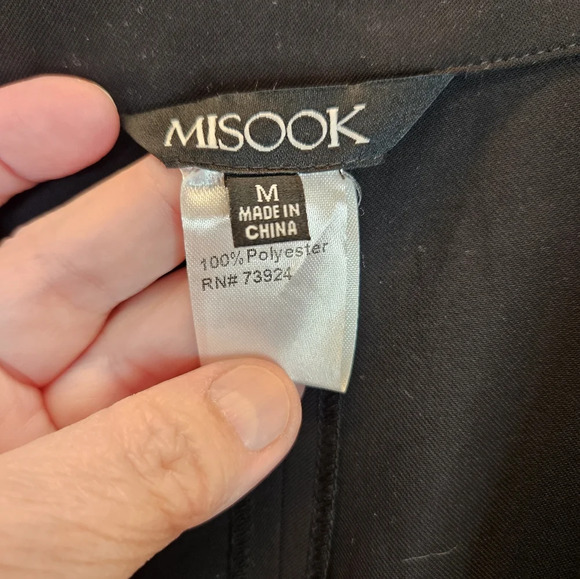 MISOOK
M
MADE IN
CHINA
100% Polyester
RN# 73924